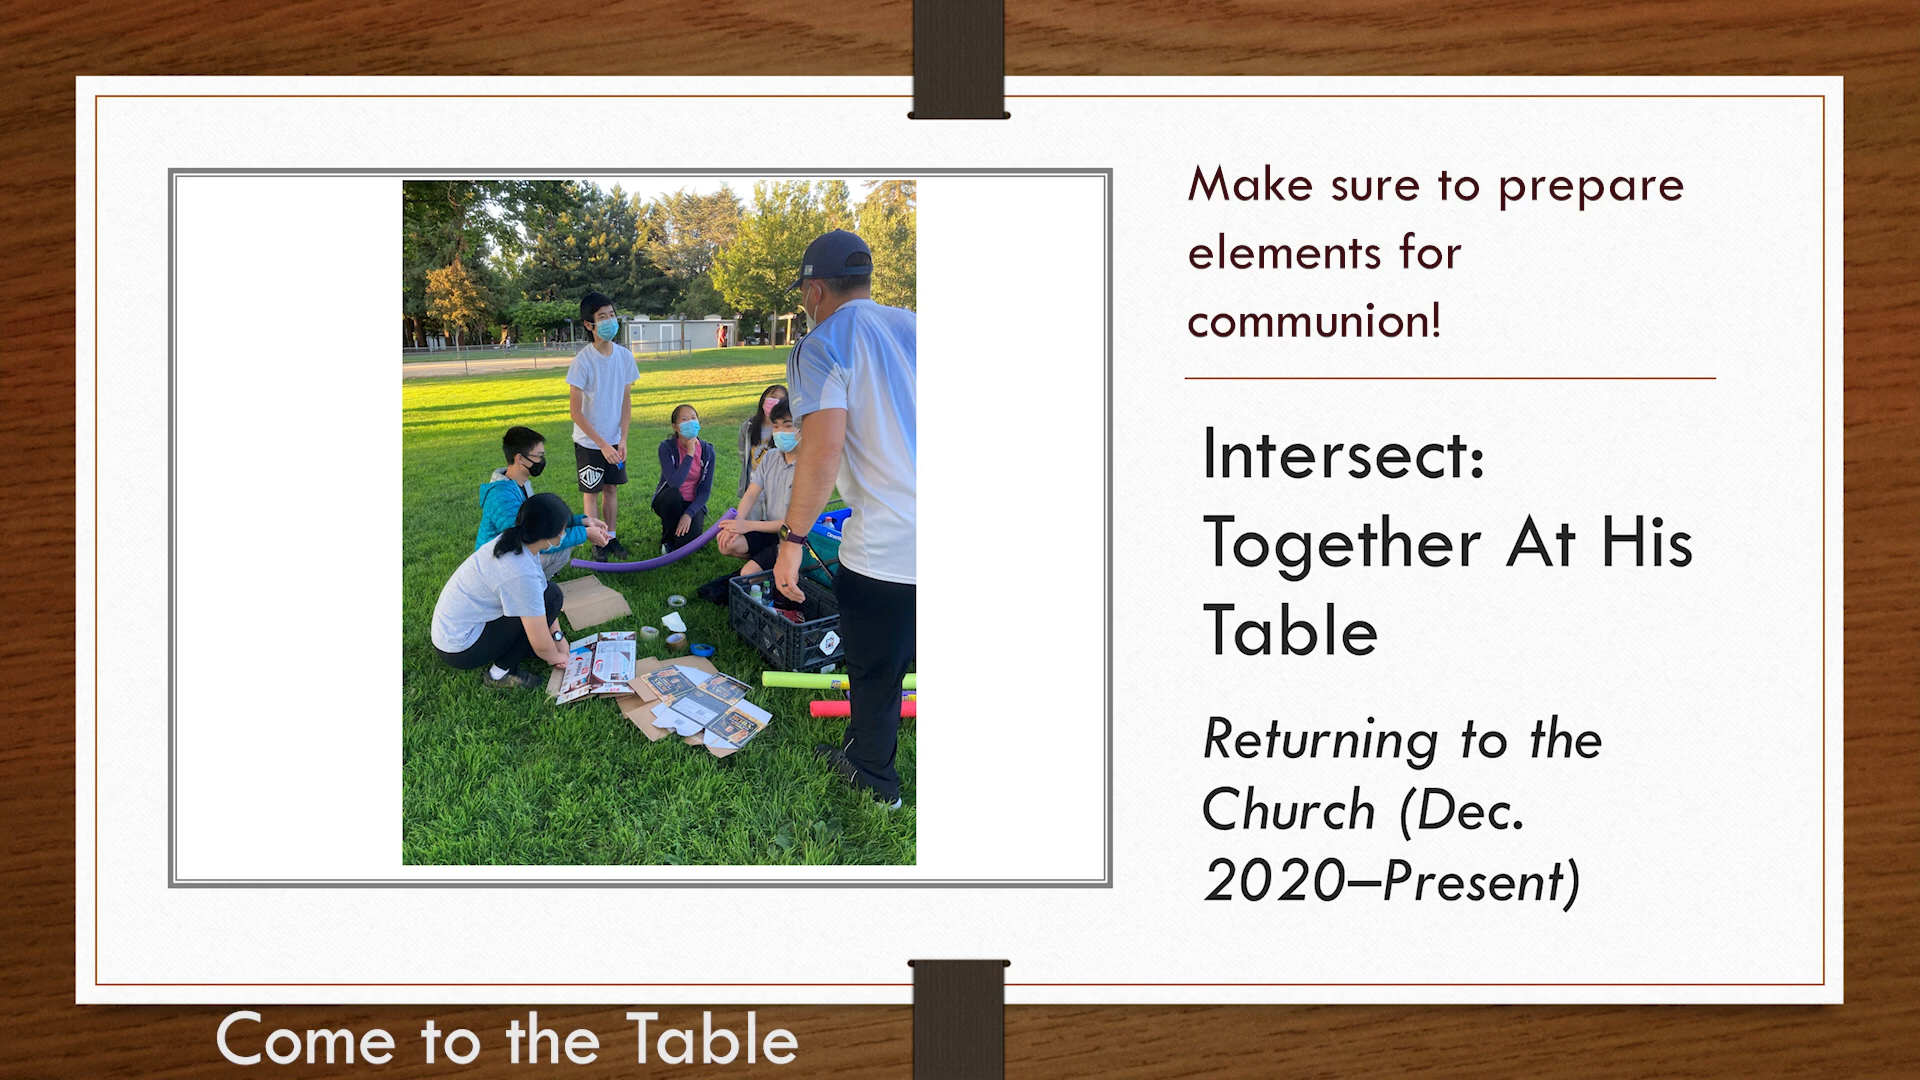 Make sure to prepare
elements for
communion!
Intersect:
Together At His
Table
Returning to the
Church (Dec.
2020–Present)
Come to the Table